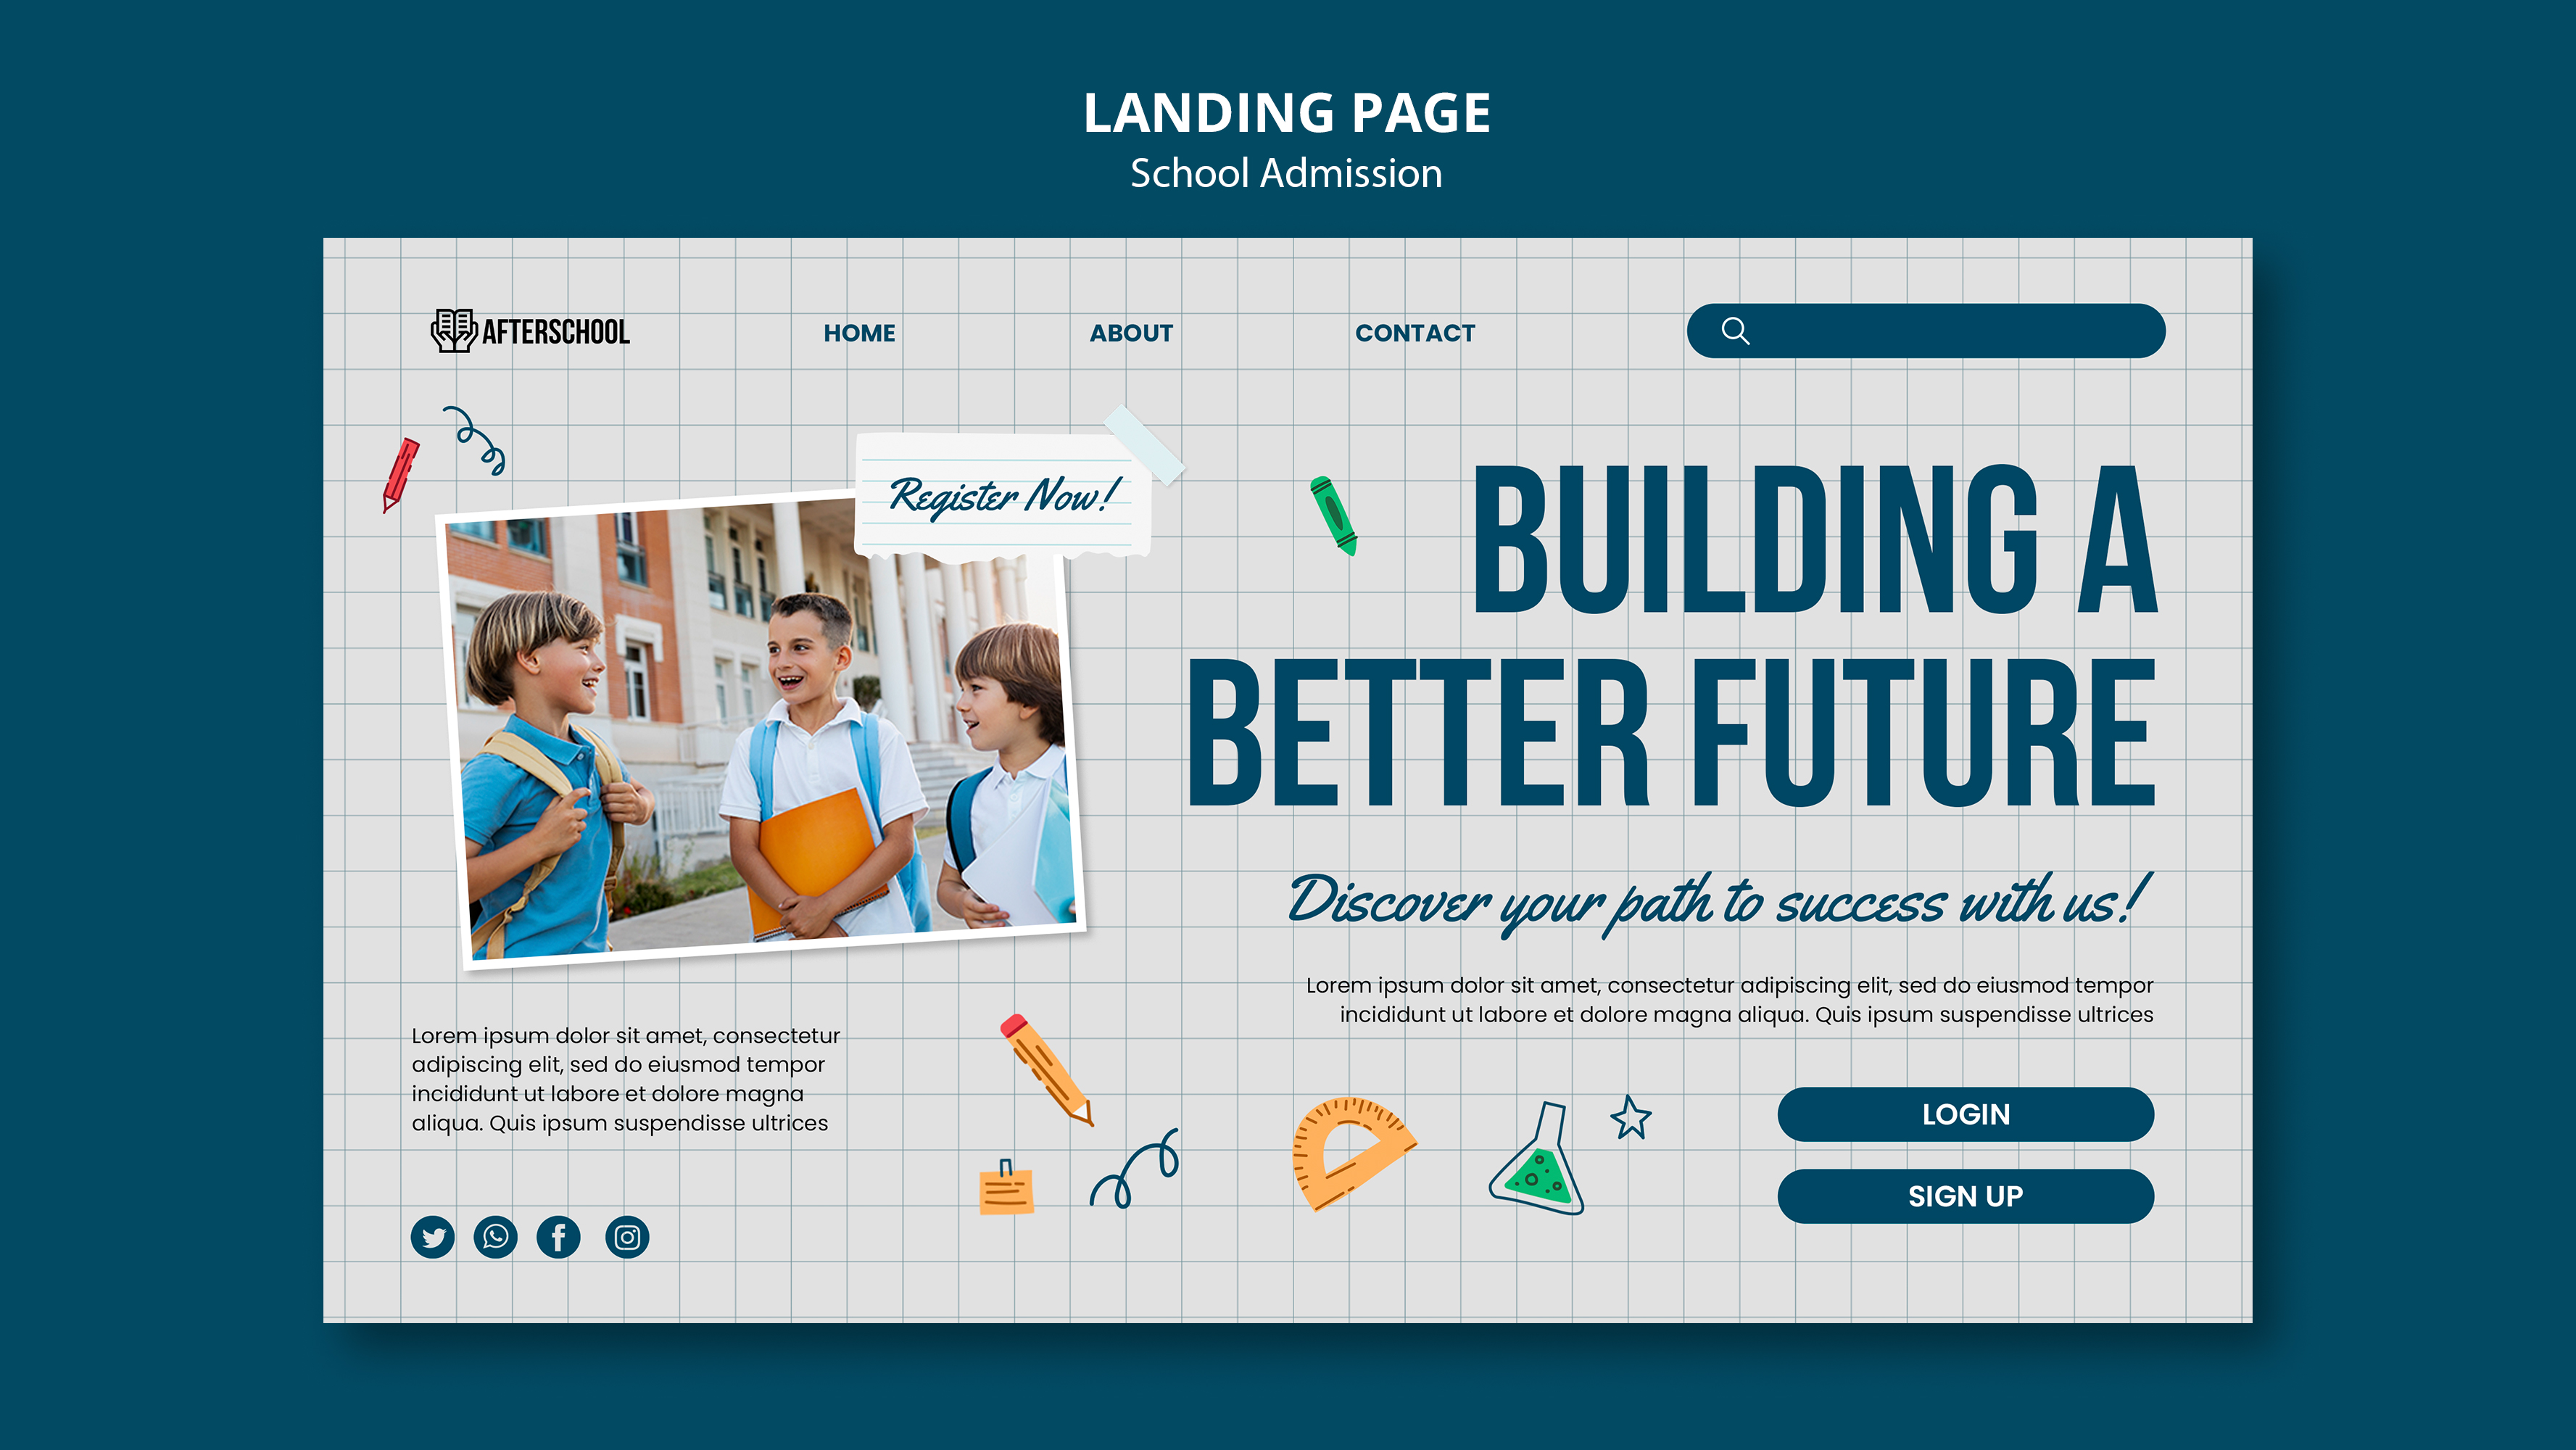 LANDING PAGE
School Admission
AFTERSCHOOL
HOME
ABOUT
CONTACT
Register Now!
BUILDING A
BETTER FUTURE
Discover your path to success with us!
Lorem ipsum dolor sit amet, consectetur adipiscing elit, sed do eiusmod tempor
incididunt ut labore et dolore magna aliqua. Quis ipsum suspendisse ultrices
Lorem ipsum dolor sit amet, consectetur
adipiscing elit, sed do eiusmod tempor
incididunt ut labore et dolore magna
aliqua. Quis ipsum suspendisse ultrices
LOGIN
SIGN UP